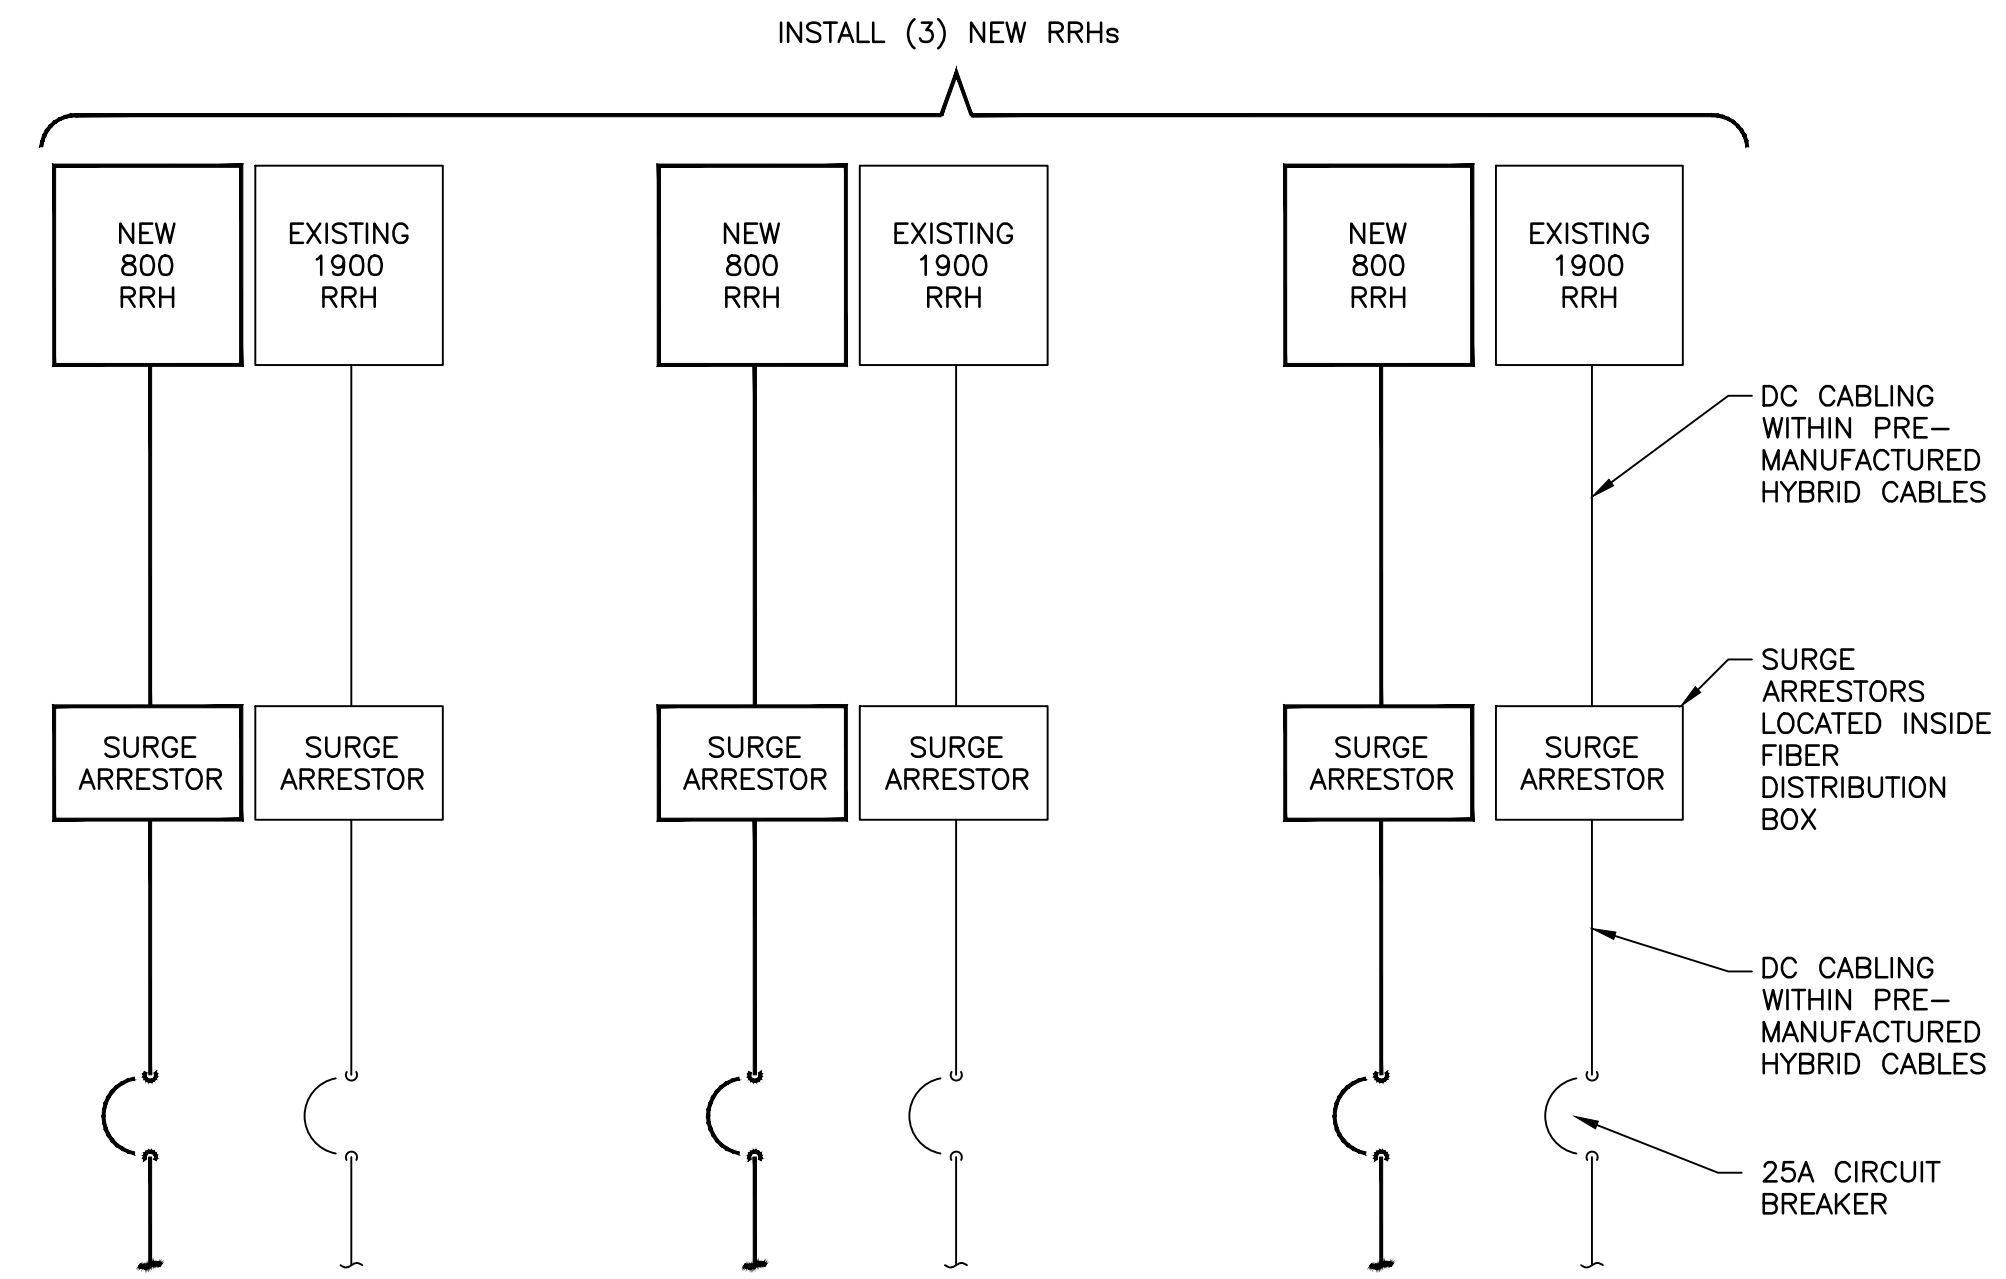 INSTALL (3) NEW RRHs
NEW
800
RRH
EXISTING
1900
RRH
NEW
800
RRH
EXISTING
1900
RRH
NEW
800
RRH
EXISTING
1900
RRH
DC CABLING
WITHIN PRE-
MANUFACTURED
HYBRID CABLES
SURGE
ARRESTOR
SURGE
ARRESTOR
SURGE
ARRESTOR
SURGE
ARRESTOR
SURGE
ARRESTOR
SURGE
ARRESTOR
SURGE
ARRESTORS
LOCATED INSIDE
FIBER
DISTRIBUTION
BOX
DC CABLING
WITHIN PRE-
MANUFACTURED
HYBRID CABLES
25A CIRCUIT
BREAKER